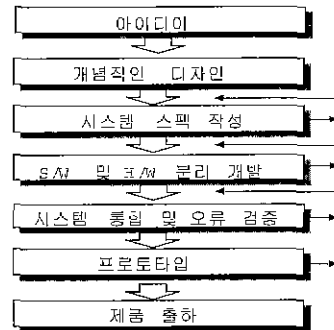 아이디어
개념적인 디자인
시스템 스팩 작성
S/W 및 H/W 분리 개발
시스템 통합 및 오류 검증
프로토타입
제품 출하